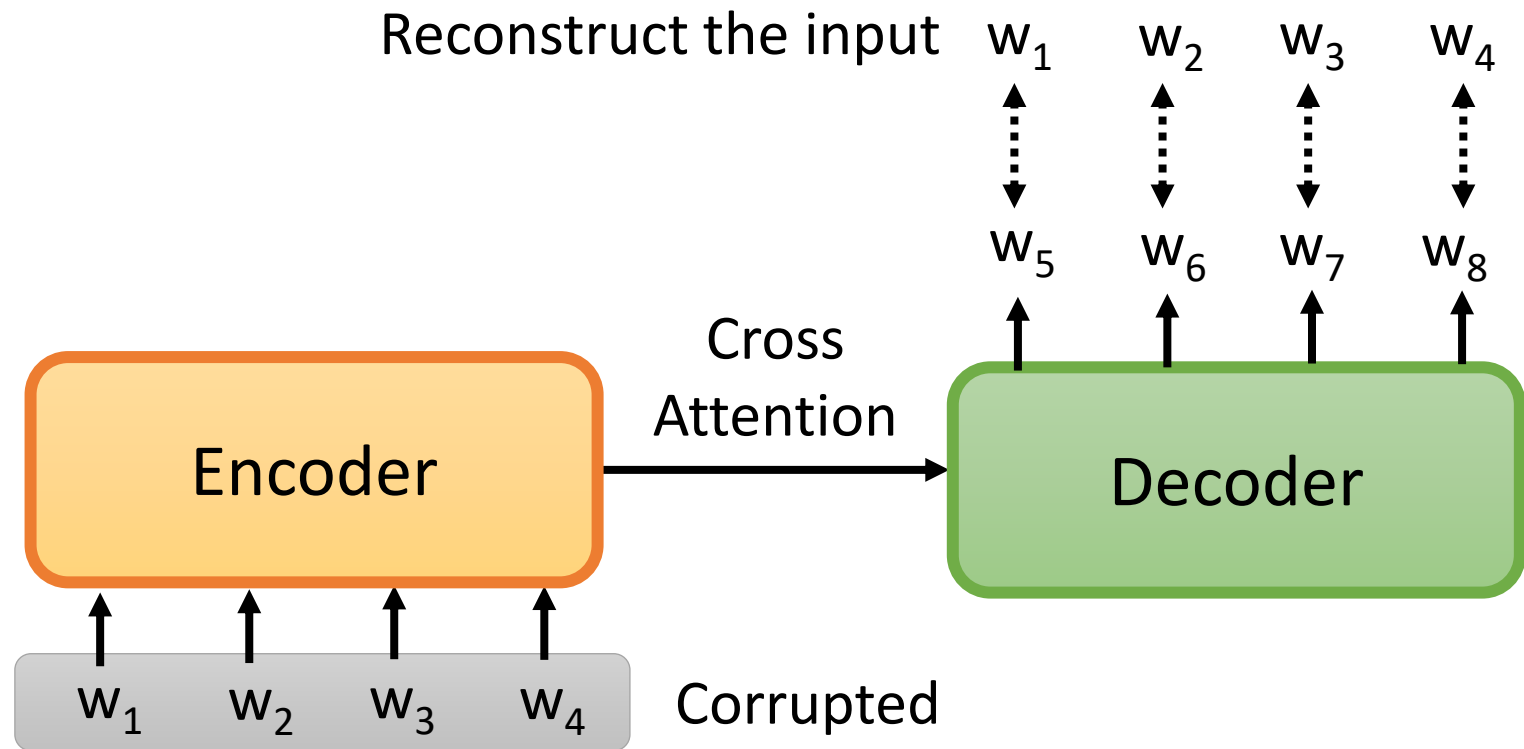 Reconstruct the input w₁ w₂ w₃ w₄
w₅ w₆ w₇ w₈
Cross
Attention
Encoder
Decoder
w₁ w₂ w₃ w₄ Corrupted